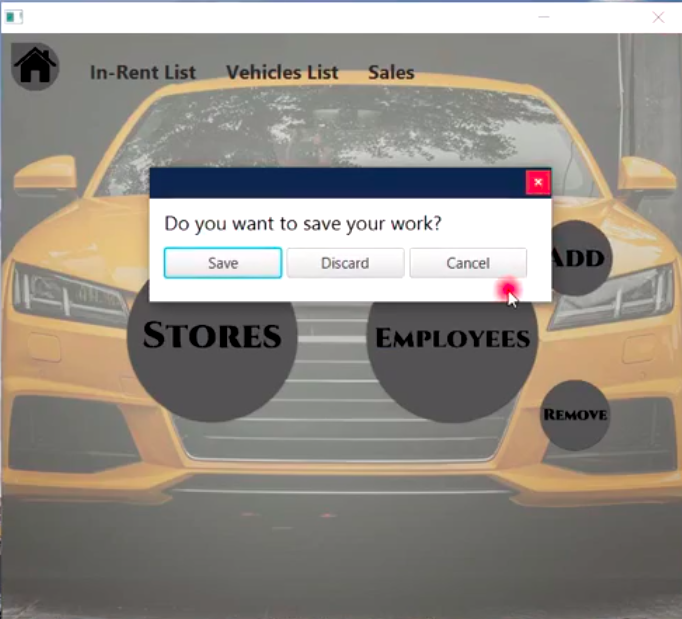 In-Rent List Vehicles List Sales
Do you want to save your work?
Save Discard Cancel
ADD
STORES EMPLOYEES
REMOVE